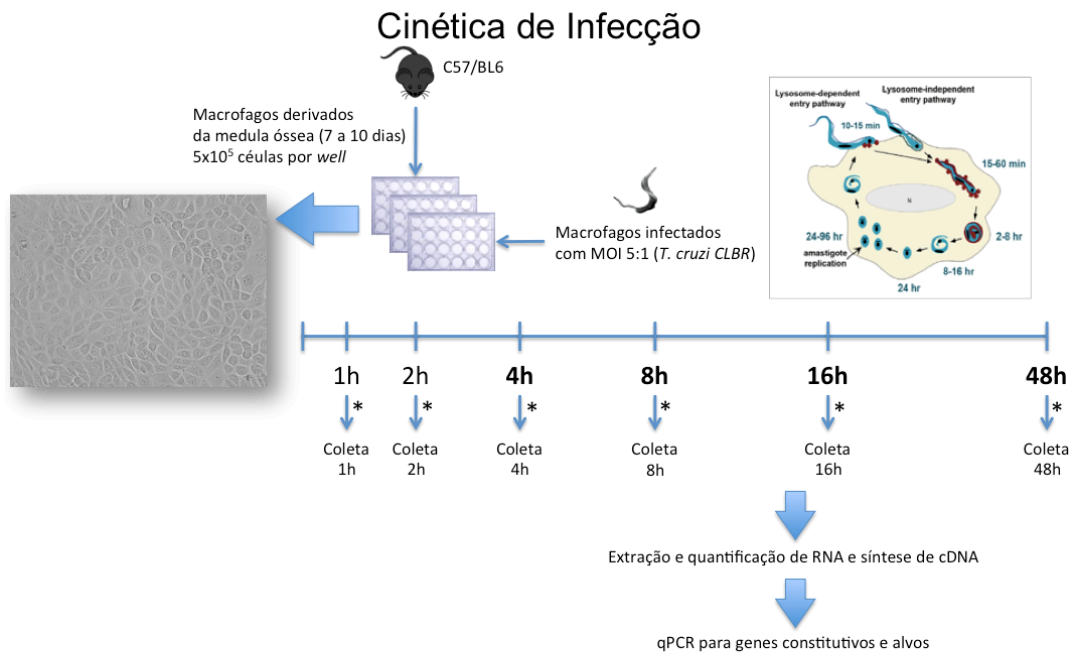 Cinética de Infecção
C57/BL6
Macrofagos derivados
da medula óssea (7 a 10 dias)
5x10⁵ céulas por well
Macrofagos infectados
com MOI 5:1 (T. cruzi CLBR)
Lysosome-dependent
entry pathway
Lysosome-independent
entry pathway
10-15 min
15-60 min
N
24-96 hr
2-8 hr
amastigote
replication
8-16 hr
24 hr
1h 2h 4h 8h 16h 48h
* * * * * *
Coleta Coleta Coleta Coleta Coleta Coleta
1h 2h 4h 8h 16h 48h
Extração e quantificação de RNA e síntese de cDNA
qPCR para genes constitutivos e alvos